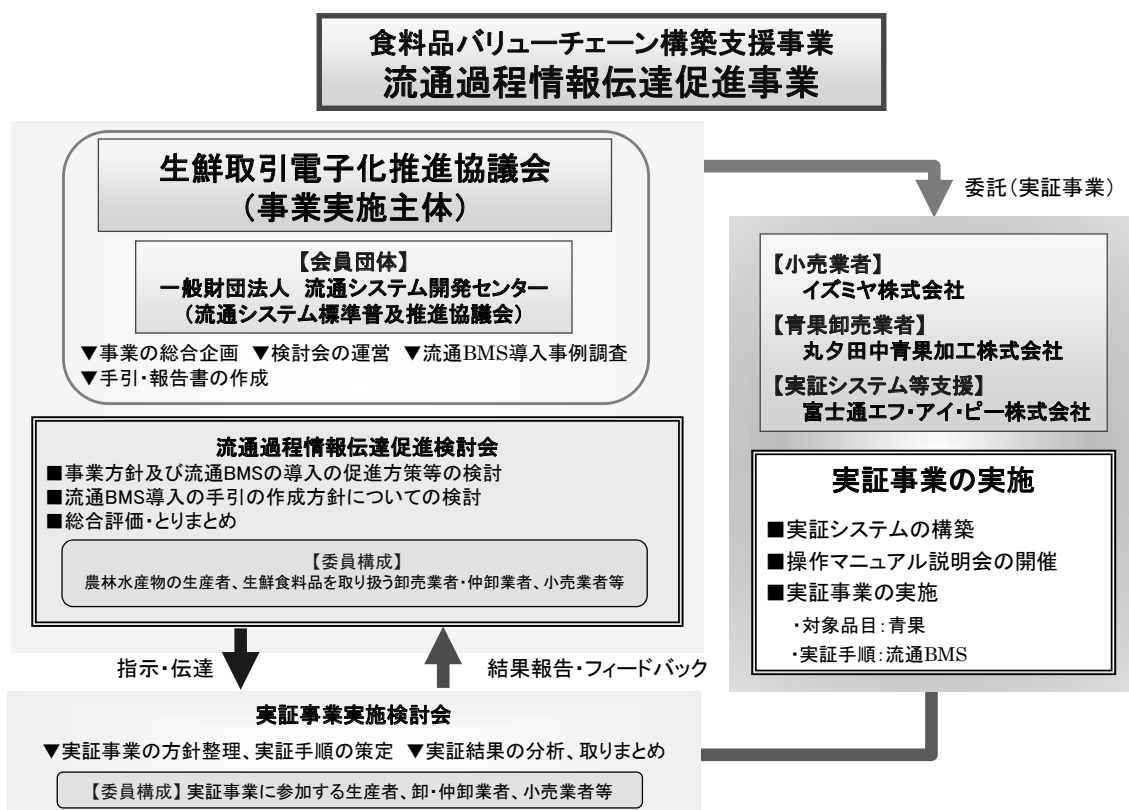 食料品バリューチェーン構築支援事業
流通過程情報伝達促進事業
生鮮取引電子化推進協議会
（事業実施主体）
【会員団体】
一般財団法人 流通システム開発センター
（流通システム標準普及推進協議会）
▼事業の総合企画 ▼検討会の運営 ▼流通BMS導入事例調査
▼手引・報告書の作成
流通過程情報伝達促進検討会
■事業方針及び流通BMSの導入の促進方策等の検討
■流通BMS導入の手引の作成方針についての検討
■総合評価・とりまとめ
【委員構成】
農林水産物の生産者、生鮮食料品を取り扱う卸売業者・仲卸業者、小売業者等
指示・伝達
結果報告・フィードバック
実証事業実施検討会
▼実証事業の方針整理、実証手順の策定 ▼実証結果の分析、取りまとめ
【委員構成】実証事業に参加する生産者、卸・仲卸業者、小売業者等
委託（実証事業）
【小売業者】
イズミヤ株式会社
【青果卸売業者】
丸夕田中青果加工株式会社
【実証システム等支援】
富士通エフ・アイ・ピー株式会社
実証事業の実施
■実証システムの構築
■操作マニュアル説明会の開催
■実証事業の実施
・対象品目：青果
・実証手順：流通BMS